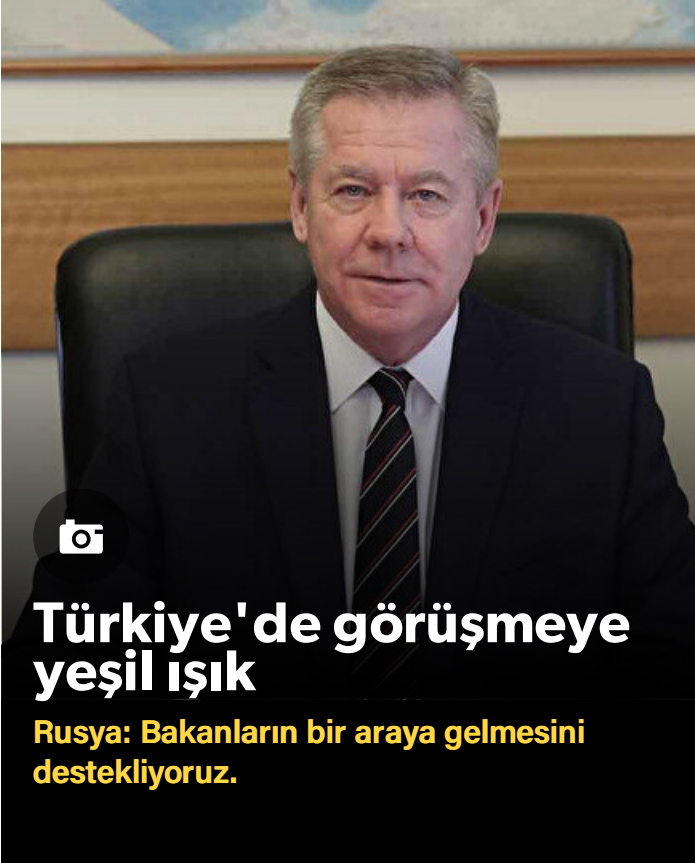 Türkiye'de görüşmeye
yeşil ışık
Rusya: Bakanların bir araya gelmesini
destekliyoruz.